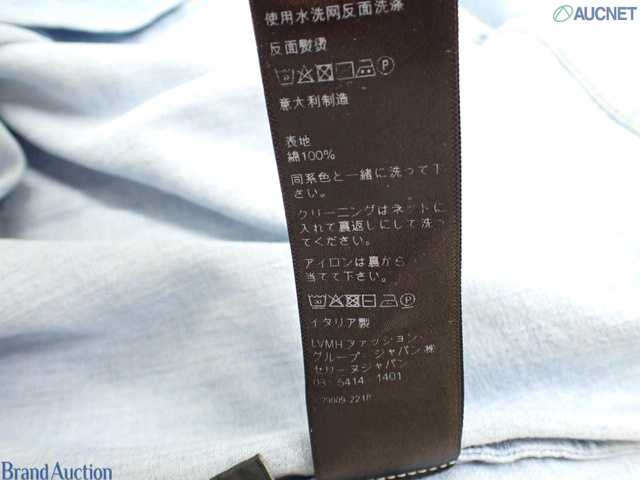 AUCNET
使用水洗网反面洗涤
反面熨烫
意大利制造
表地
綿100%
同系色と一緒に洗って下
さい。
クリーニングはネットに
入れて裏返しにして洗っ
てください。
アイロンは裏から
当てて下さい。
イタリア製
LVMHファッション.
グループ. ジャパン 株
セリーヌジャパン
03 5414 1401
29009 2218
Brand Auction